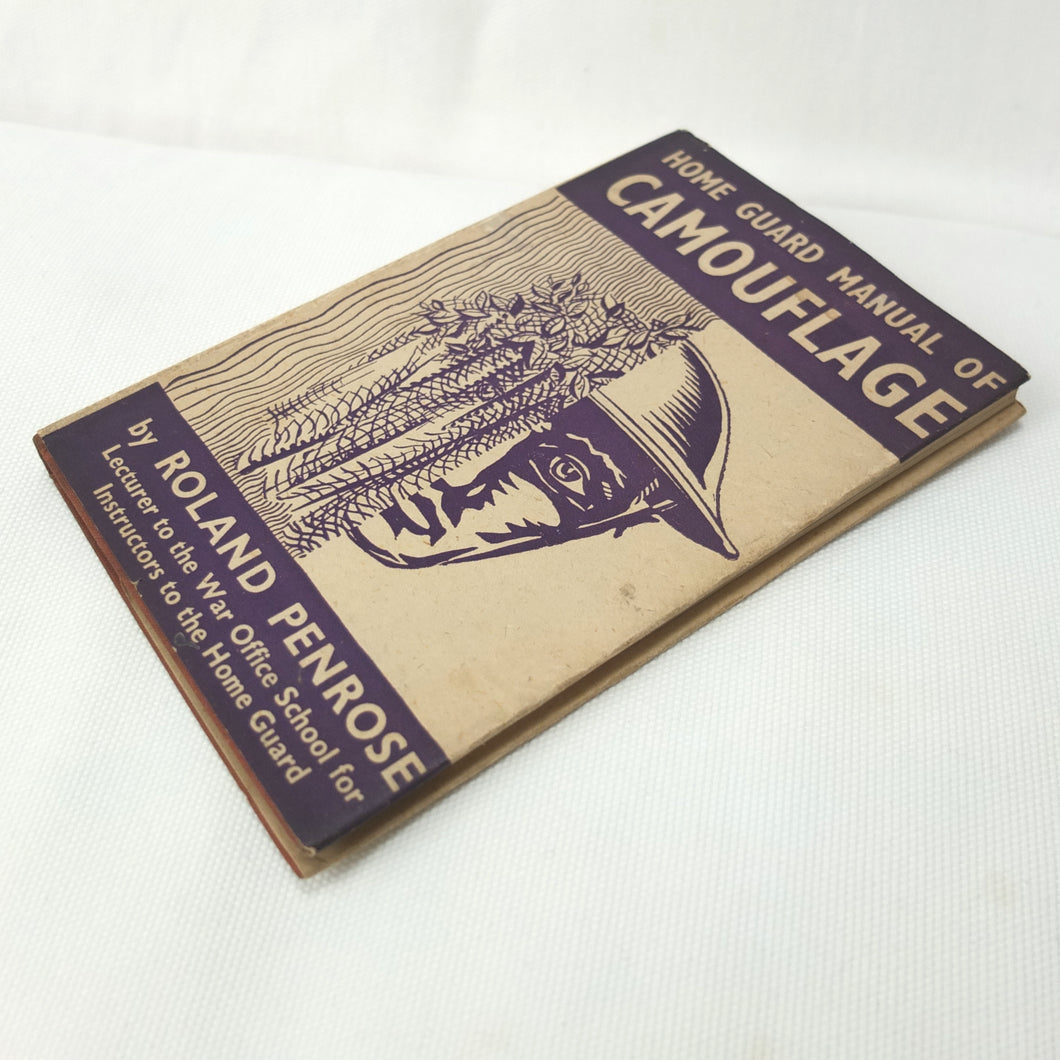 HOME GUARD MANUAL OF
CAMOUFLAGE
by ROLAND PENROSE
Lecturer to the War Office School for
Instructors to the Home Guard